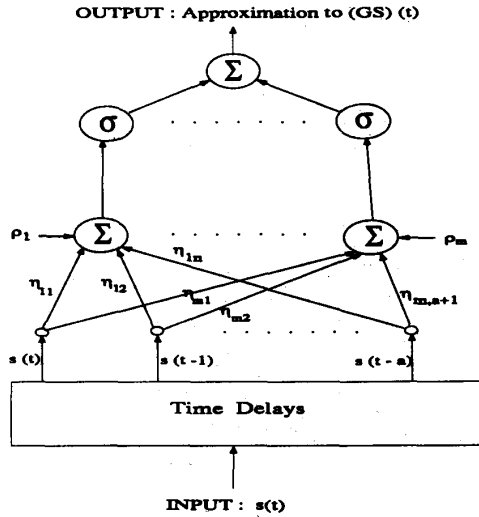 OUTPUT : Approximation to (GS) (t)
Σ
σ σ
ρ1 Σ Σ ρm
η1n
η11 η12 ηm1 ηm2 ηm,a+1
s (t) s (t -1) s (t - a)
Time Delays
INPUT : s(t)